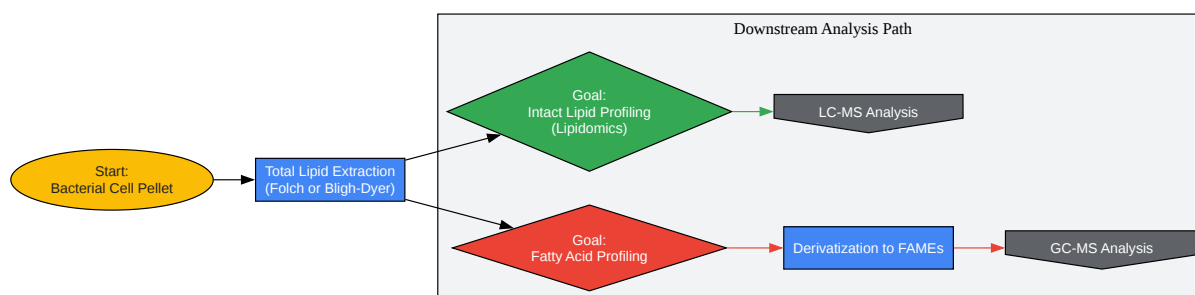 Downstream Analysis Path
Start:
Bacterial Cell Pellet
Total Lipid Extraction
(Folch or Bligh-Dyer)
Goal:
Intact Lipid Profiling
(Lipidomics)
LC-MS Analysis
Goal:
Fatty Acid Profiling
Derivatization to FAMEs
GC-MS Analysis